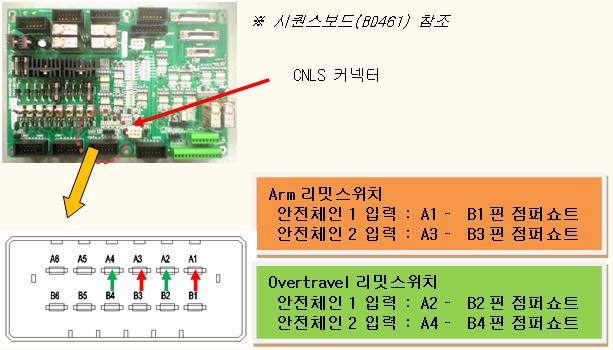 ※ 시퀀스보드(BD461) 참조
CNLS 커넥터
Arm 리밋스위치
안전체인 1 입력 : A1 - B1 핀 점퍼쇼트
안전체인 2 입력 : A3 - B3 핀 점퍼쇼트
A6 A5 A4 A3 A2 A1
B6 B5 B4 B3 B2 B1
Overtravel 리밋스위치
안전체인 1 입력 : A2 - B2 핀 점퍼쇼트
안전체인 2 입력 : A4 - B4 핀 점퍼쇼트